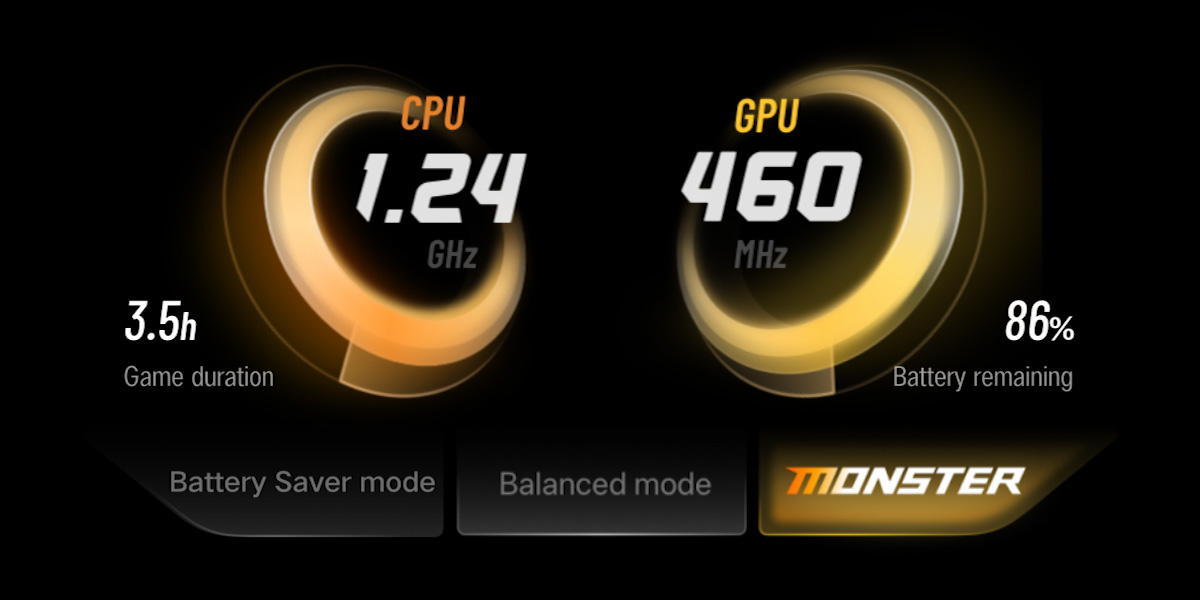 CPU
1.24
GHz
GPU
460
MHz
3.5h
Game duration
86%
Battery remaining
Battery Saver mode
Balanced mode
MONSTER